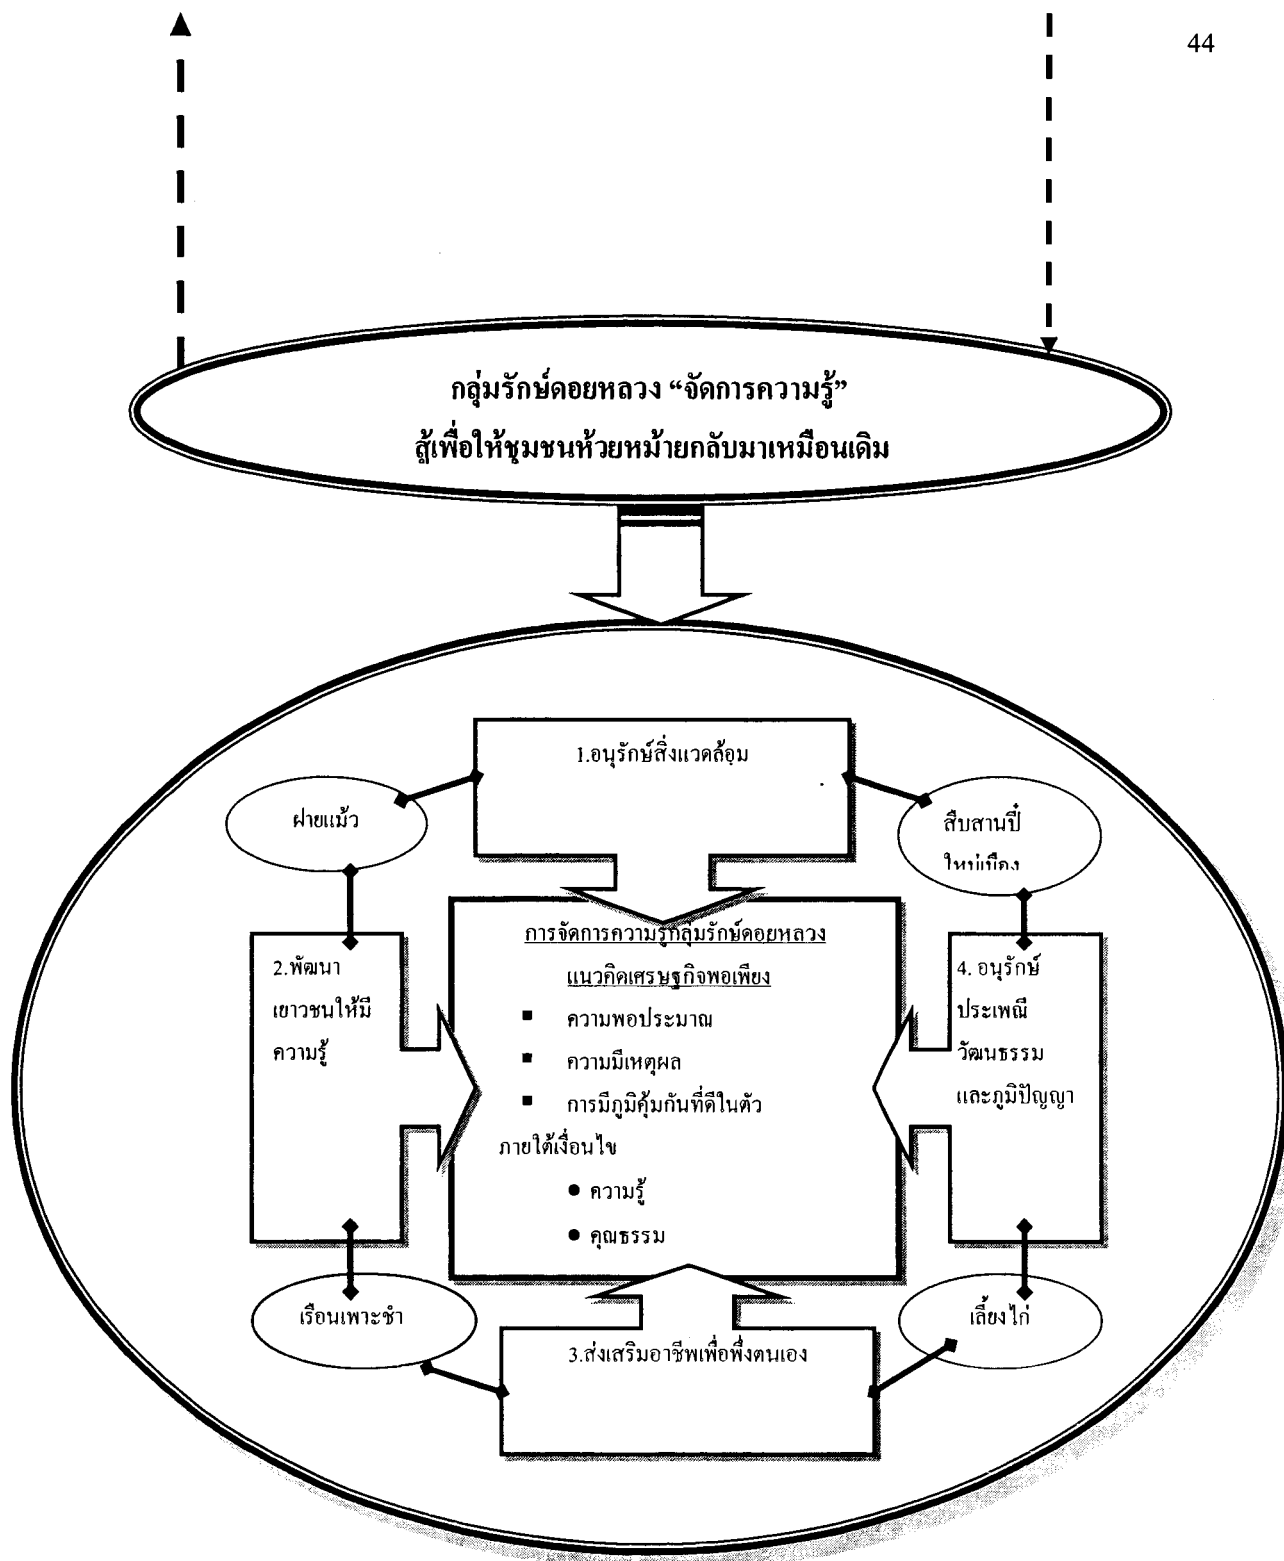 44
กลุ่มรักษ์ดอยหลวง “จัดการความรู้”
สู้เพื่อให้ชุมชนห้วยหม้ายกลับมาเหมือนเดิม
1.อนุรักษ์สิ่งแวดล้อม
ฝายแม้ว
สืบสานปี๋
ใหม่เมือง
การจัดการความรู้กลุ่มรักษ์ดอยหลวง
แนวคิดเศรษฐกิจพอเพียง
■ ความพอประมาณ
■ ความมีเหตุผล
■ การมีภูมิคุ้มกันที่ดีในตัว
ภายใต้เงื่อนไข
● ความรู้
● คุณธรรม
2.พัฒนา
เยาวชนให้มี
ความรู้
4. อนุรักษ์
ประเพณี
วัฒนธรรม
และภูมิปัญญา
เรือนเพาะชำ
เลี้ยงไก่
3.ส่งเสริมอาชีพเพื่อพึ่งตนเอง